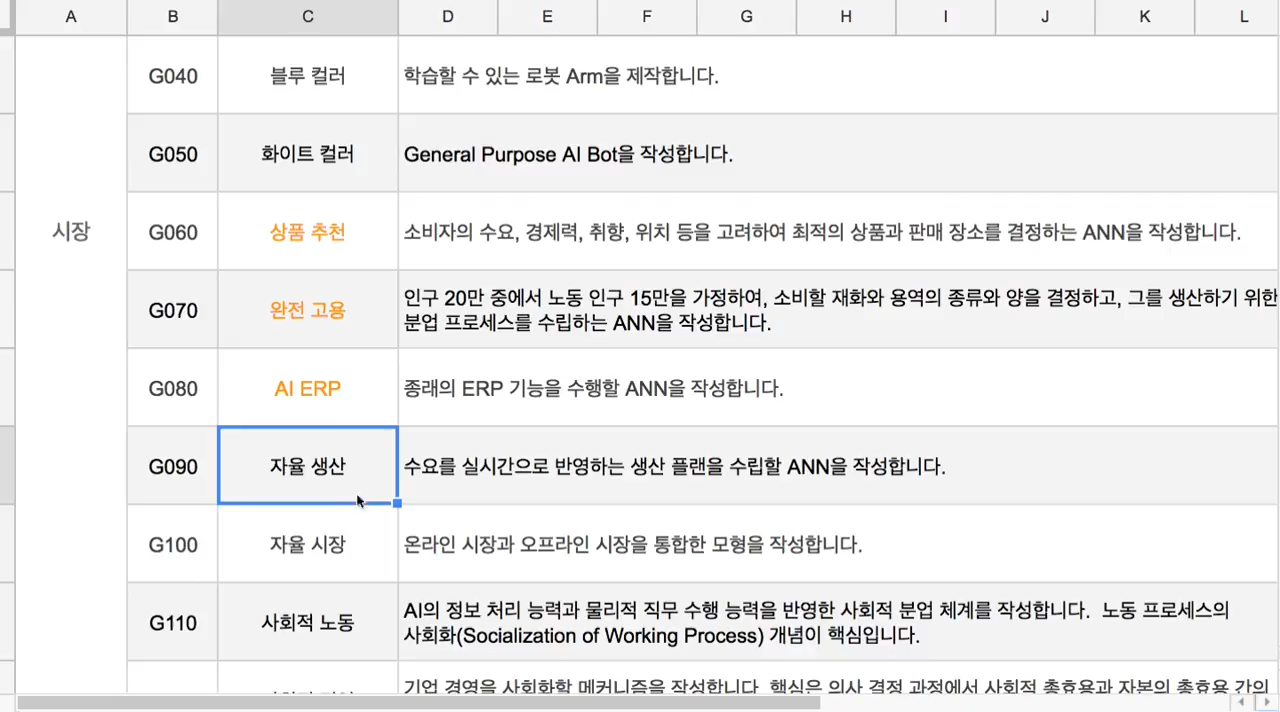 A B C D E F G H I J K L
시장
G040 블루 컬러 학습할 수 있는 로봇 Arm을 제작합니다.
G050 화이트 컬러 General Purpose AI Bot을 작성합니다.
G060 상품 추천 소비자의 수요, 경제력, 취향, 위치 등을 고려하여 최적의 상품과 판매 장소를 결정하는 ANN을 작성합니다.
G070 완전 고용 인구 20만 중에서 노동 인구 15만을 가정하여, 소비할 재화와 용역의 종류와 양을 결정하고, 그를 생산하기 위한
분업 프로세스를 수립하는 ANN을 작성합니다.
G080 AI ERP 종래의 ERP 기능을 수행할 ANN을 작성합니다.
G090 자율 생산 수요를 실시간으로 반영하는 생산 플랜을 수립할 ANN을 작성합니다.
G100 자율 시장 온라인 시장과 오프라인 시장을 통합한 모형을 작성합니다.
G110 사회적 노동 AI의 정보 처리 능력과 물리적 직무 수행 능력을 반영한 사회적 분업 체계를 작성합니다. 노동 프로세스의
사회화(Socialization of Working Process) 개념이 핵심입니다.
기업 경영을 사회화할 메커니즘을 작성합니다. 핵심은 의사 결정 과정에서 사회적 총효용과 자본의 총효용 간의